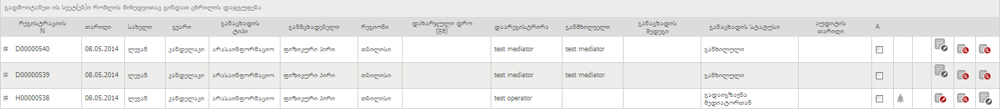 გადმოიტანეთ ის სვეტ(ებ)ი რომლის მიხედვითაც გინდათ ცხრილის დაჯგუფება
რეგისტრაციის N თარიღი სახელი გვარი განაცხადის ტიპი განმცხადებელი რეგიონი დახარჯული დრო (წმ) დაარეგისტრირა განმხილველი განაცხადის შედეგი განაცხადის სტატუსი აუდიტის თარიღი A
D00000540 08.05.2014 ლევან კანდელაკი არასაინფორმაციო ფიზიკური პირი თბილისი test mediator test mediator განხილული
D00000539 08.05.2014 ლევან კანდელაკი არასაინფორმაციო ფიზიკური პირი თბილისი test mediator test mediator განხილული
H00000538 08.05.2014 ლევან კანდელაკი არასაინფორმაციო ფიზიკური პირი თბილისი test operator გადაიგზავნა მედიატორთან